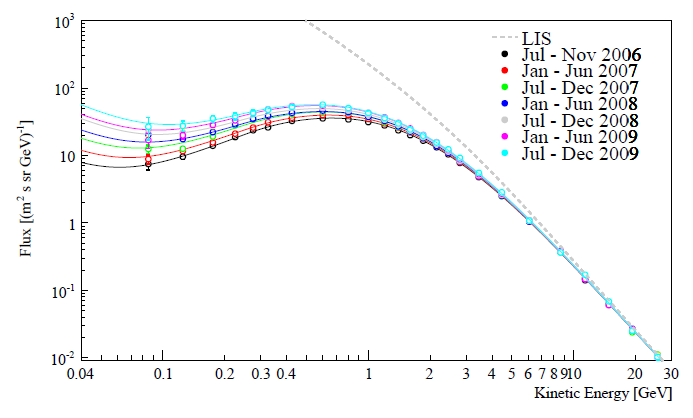 10³
LIS
Jul - Nov 2006
Jan - Jun 2007
Jul - Dec 2007
Jan - Jun 2008
Jul - Dec 2008
Jan - Jun 2009
Jul - Dec 2009
10²
10
1
10⁻¹
10⁻²
Flux [(m² s sr GeV)⁻¹]
0.04 0.1 0.2 0.3 0.4 1 2 3 4 5 6 7 8 910 20 30
Kinetic Energy [GeV]